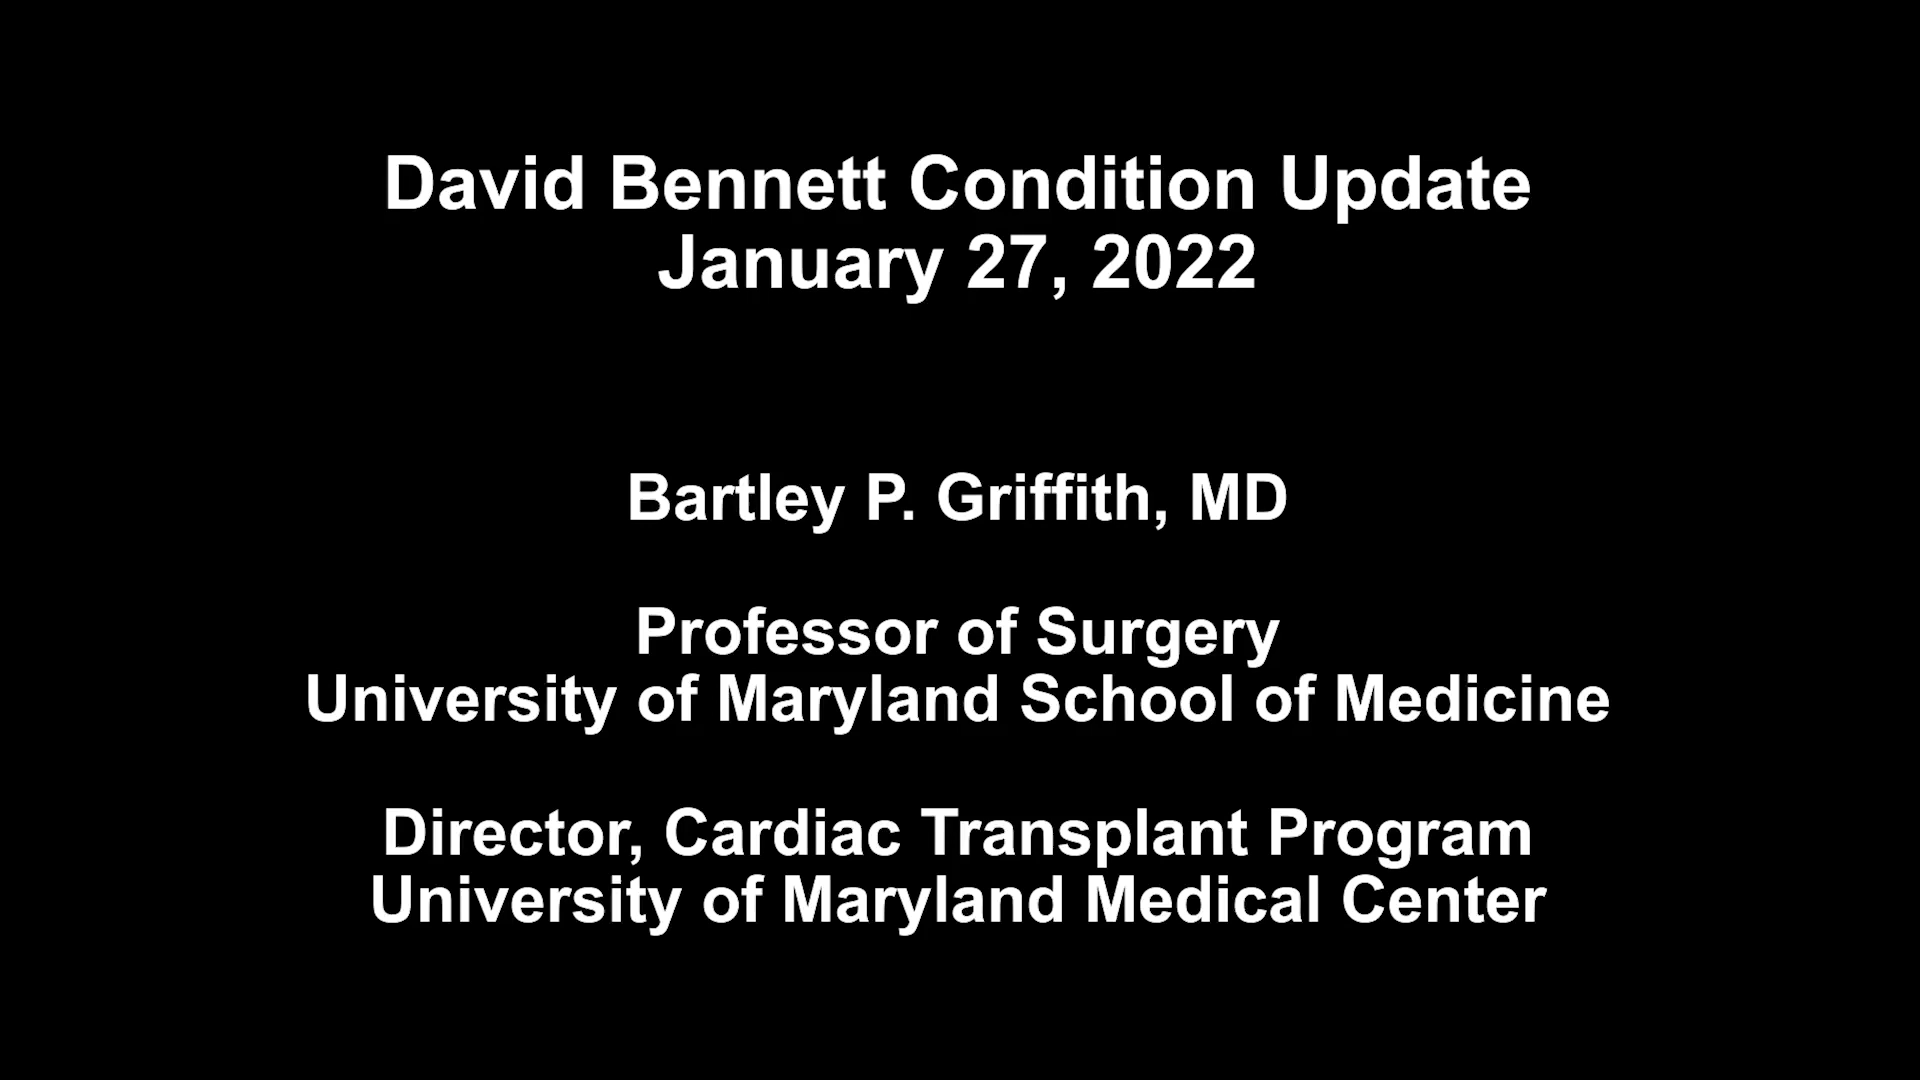 David Bennett Condition Update
January 27, 2022
Bartley P. Griffith, MD
Professor of Surgery
University of Maryland School of Medicine
Director, Cardiac Transplant Program
University of Maryland Medical Center